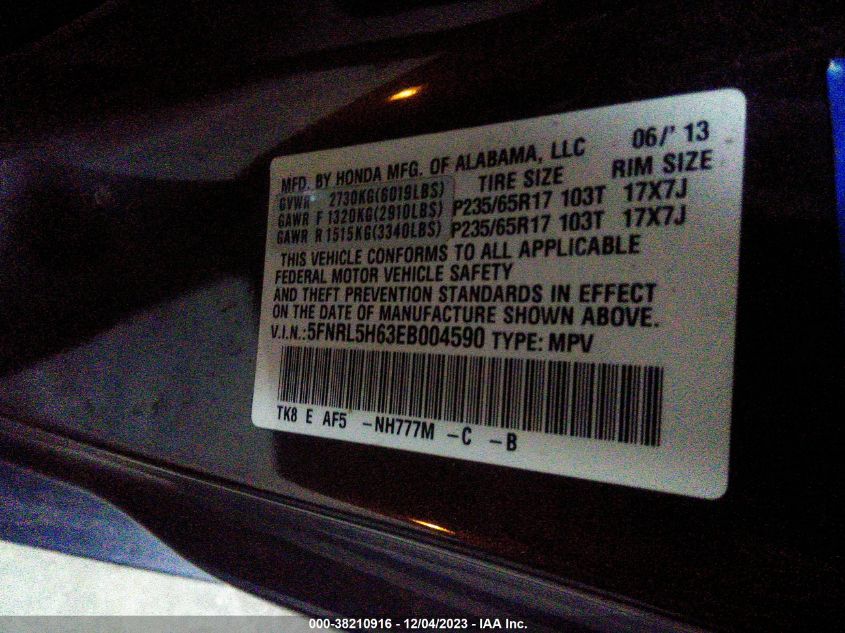 MFD. BY HONDA MFG. OF ALABAMA, LLC 06/' 13
GVWR 2730KG(6019LBS) TIRE SIZE RIM SIZE
GAWR F 1320KG(2910LBS) P235/65R17 103T 17X7J
GAWR R 1515KG(3340LBS) P235/65R17 103T 17X7J
THIS VEHICLE CONFORMS TO ALL APPLICABLE
FEDERAL MOTOR VEHICLE SAFETY
AND THEFT PREVENTION STANDARDS IN EFFECT
ON THE DATE OF MANUFACTURE SHOWN ABOVE.
V.I.N.:5FNRL5H63EB004590 TYPE: MPV
TK8 E AF5 -NH777M -C -B
000-38210916 - 12/04/2023 - IAA Inc.